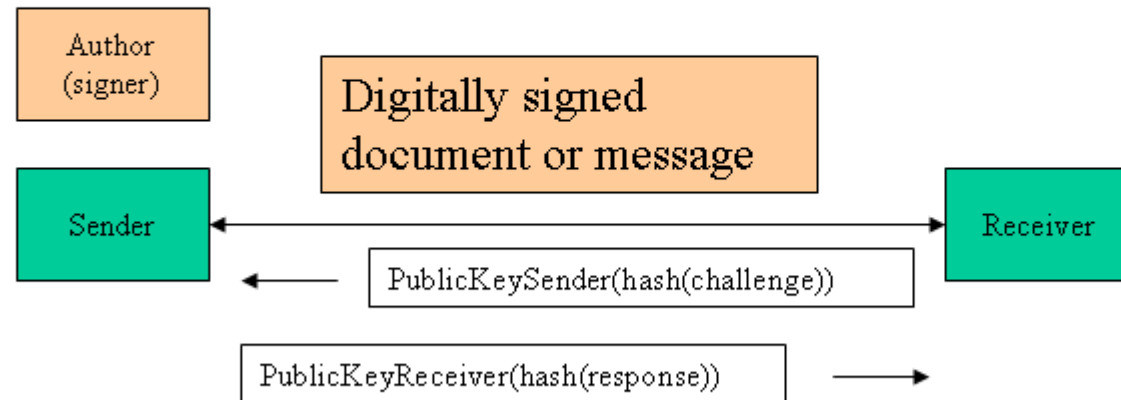 Author
(signer)
Digitally signed
document or message
Sender
Receiver
PublicKeySender(hash(challenge))
PublicKeyReceiver(hash(response))